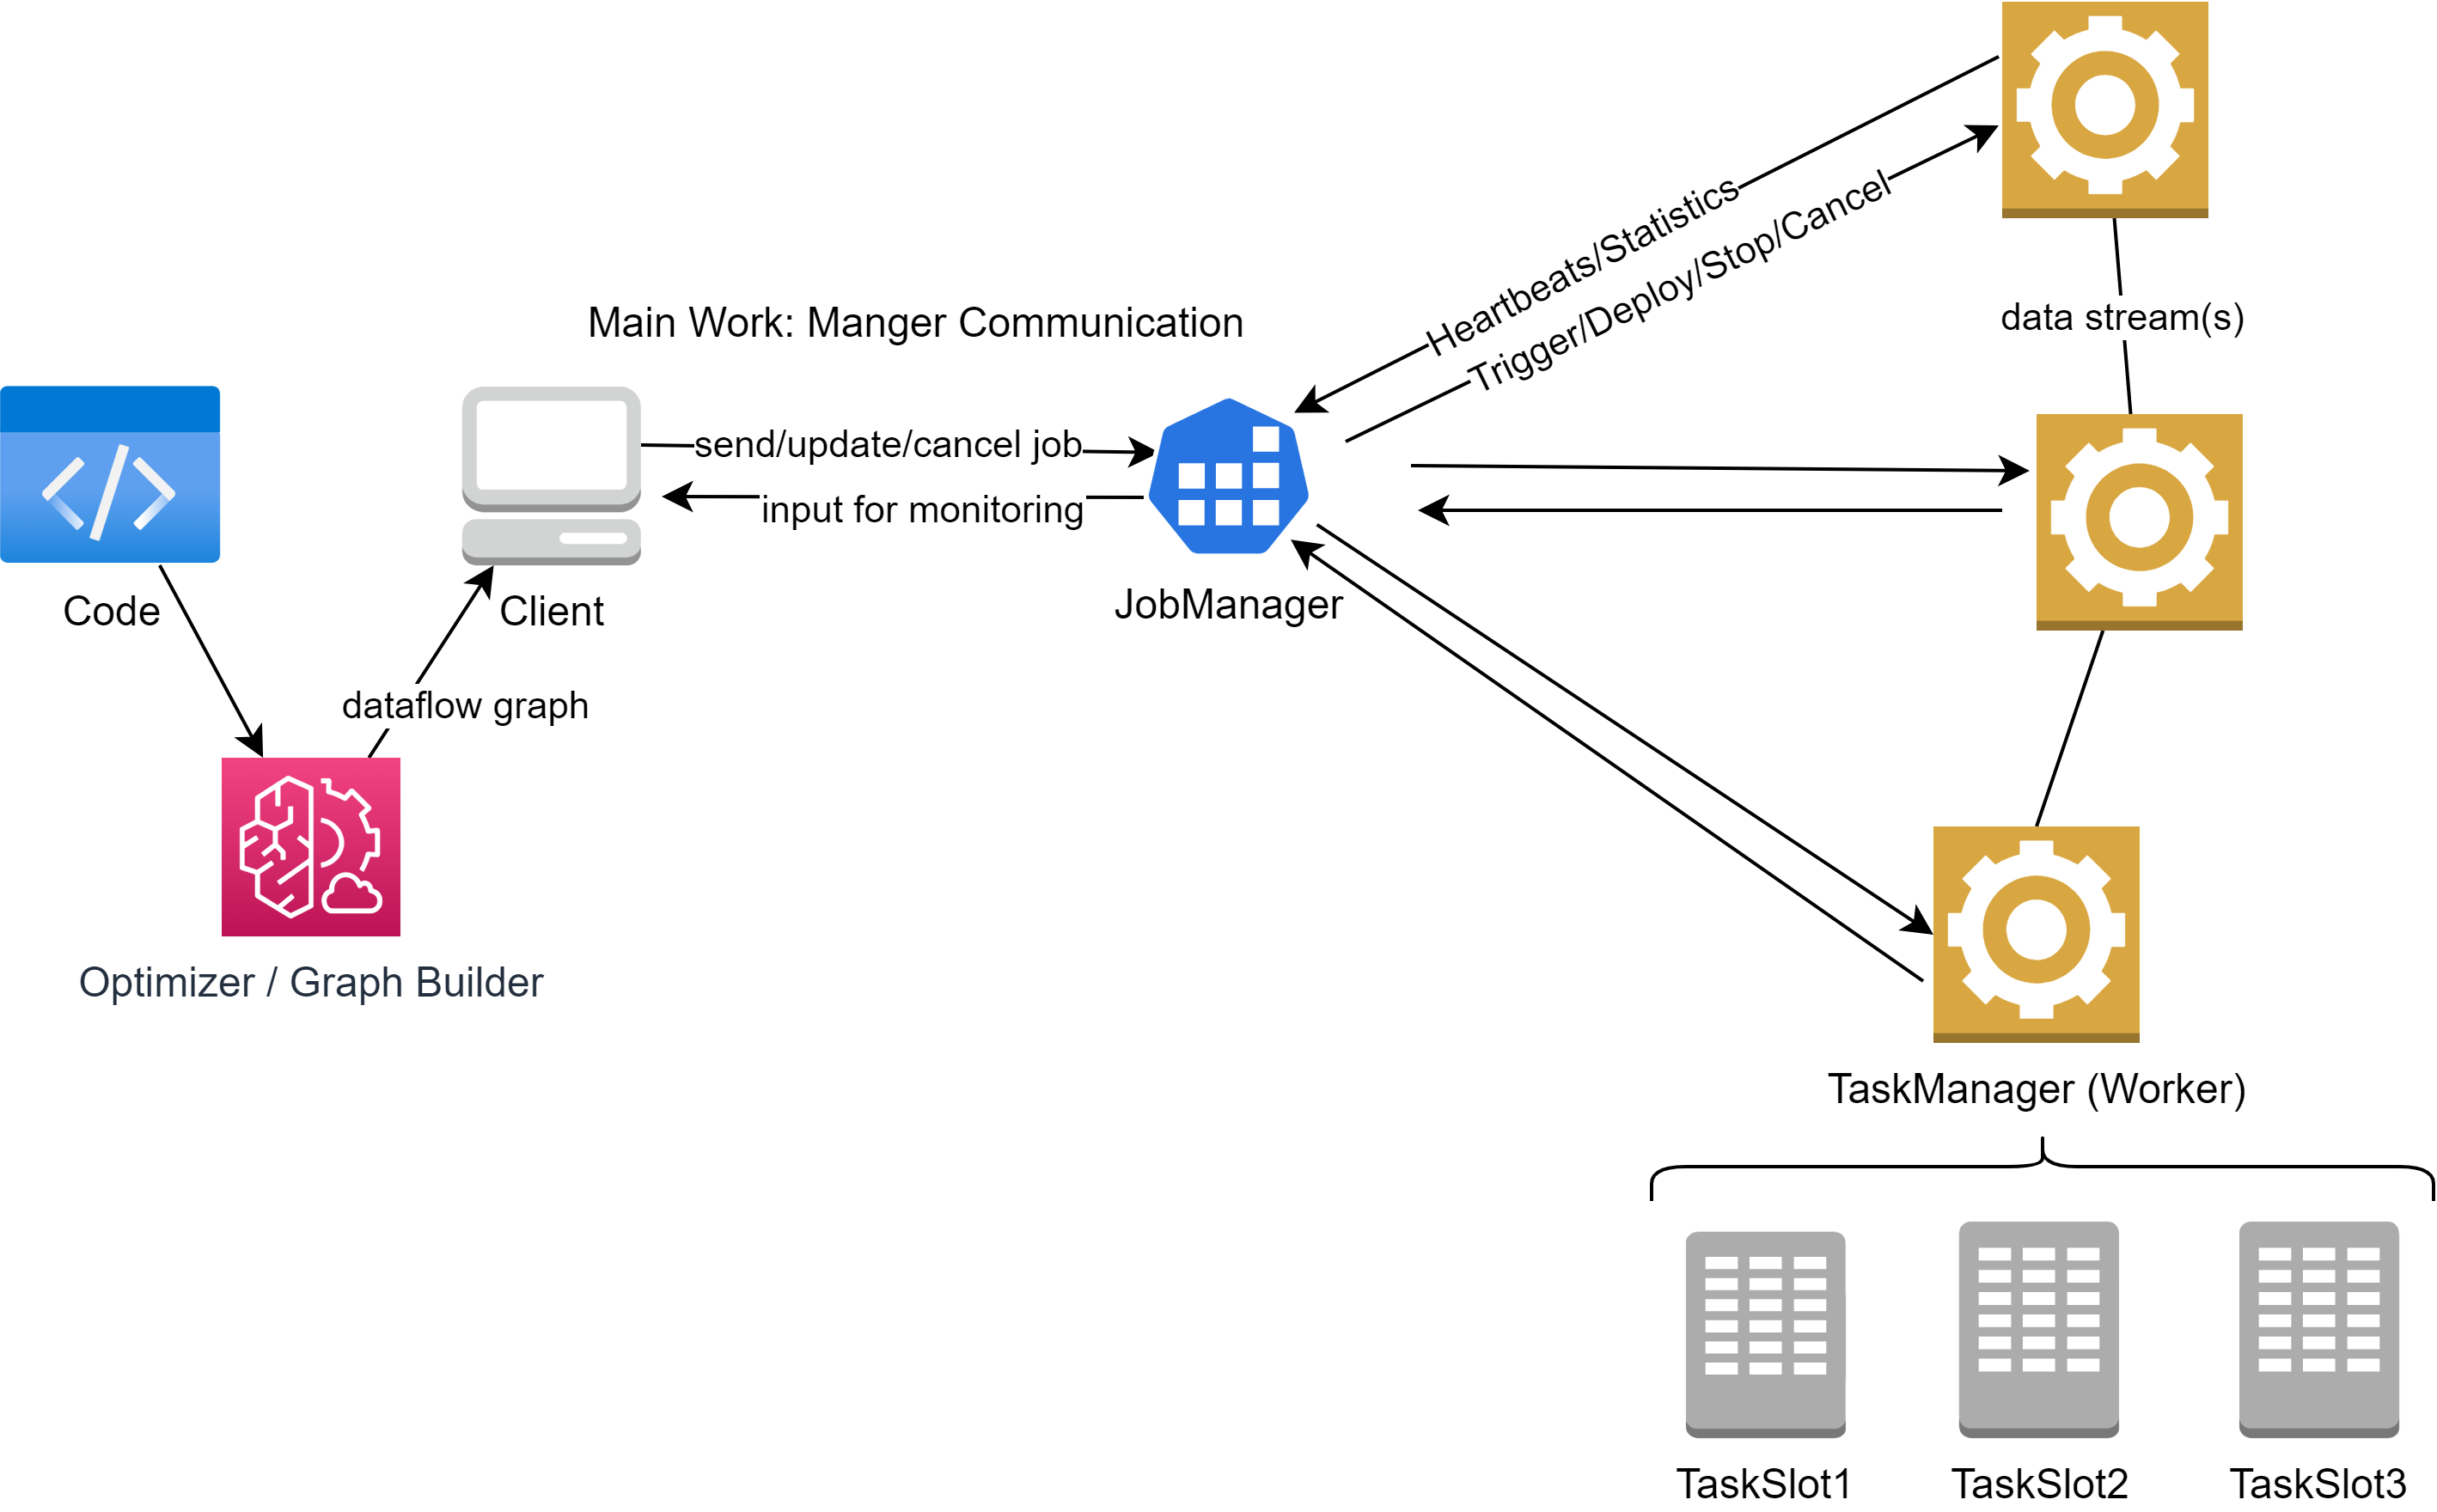 Heartbeats/Statistics
Trigger/Deploy/Stop/Cancel
data stream(s)
Main Work: Manger Communication
send/update/cancel job
input for monitoring
Code
Client
JobManager
dataflow graph
Optimizer / Graph Builder
TaskManager (Worker)
TaskSlot1
TaskSlot2
TaskSlot3